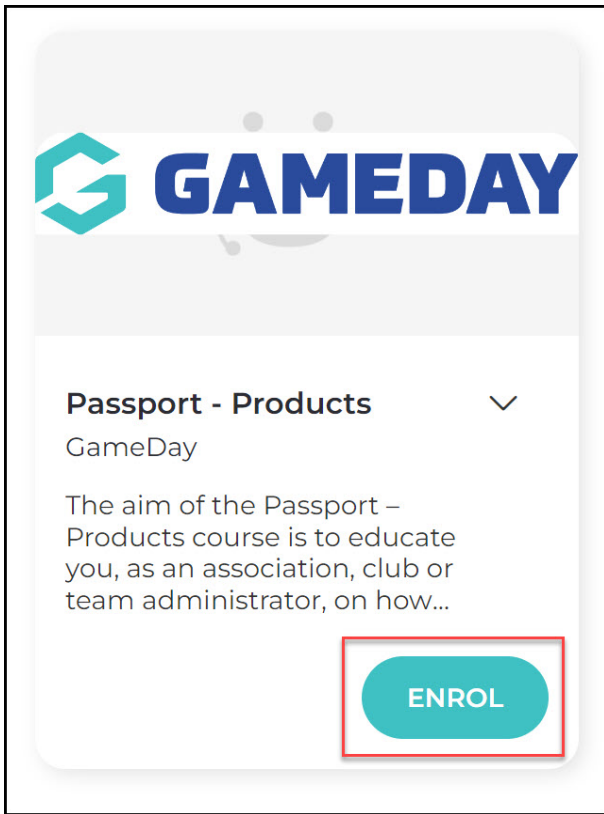 GAMEDAY
Passport - Products
GameDay
The aim of the Passport –
Products course is to educate
you, as an association, club or
team administrator, on how...
ENROL